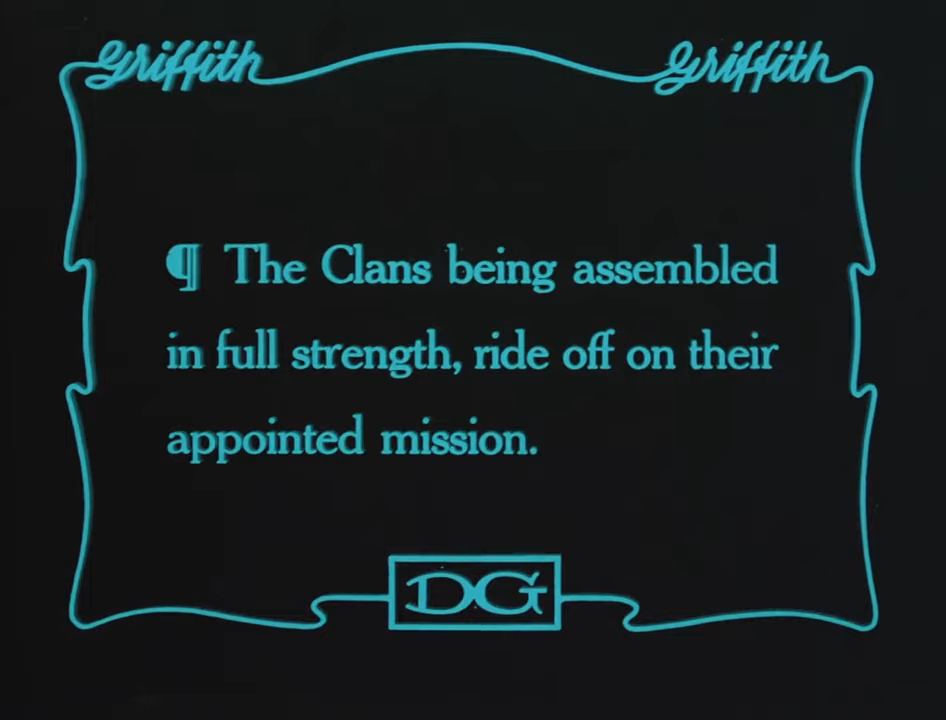 Griffith Griffith
¶ The Clans being assembled
in full strength, ride off on their
appointed mission.
DG